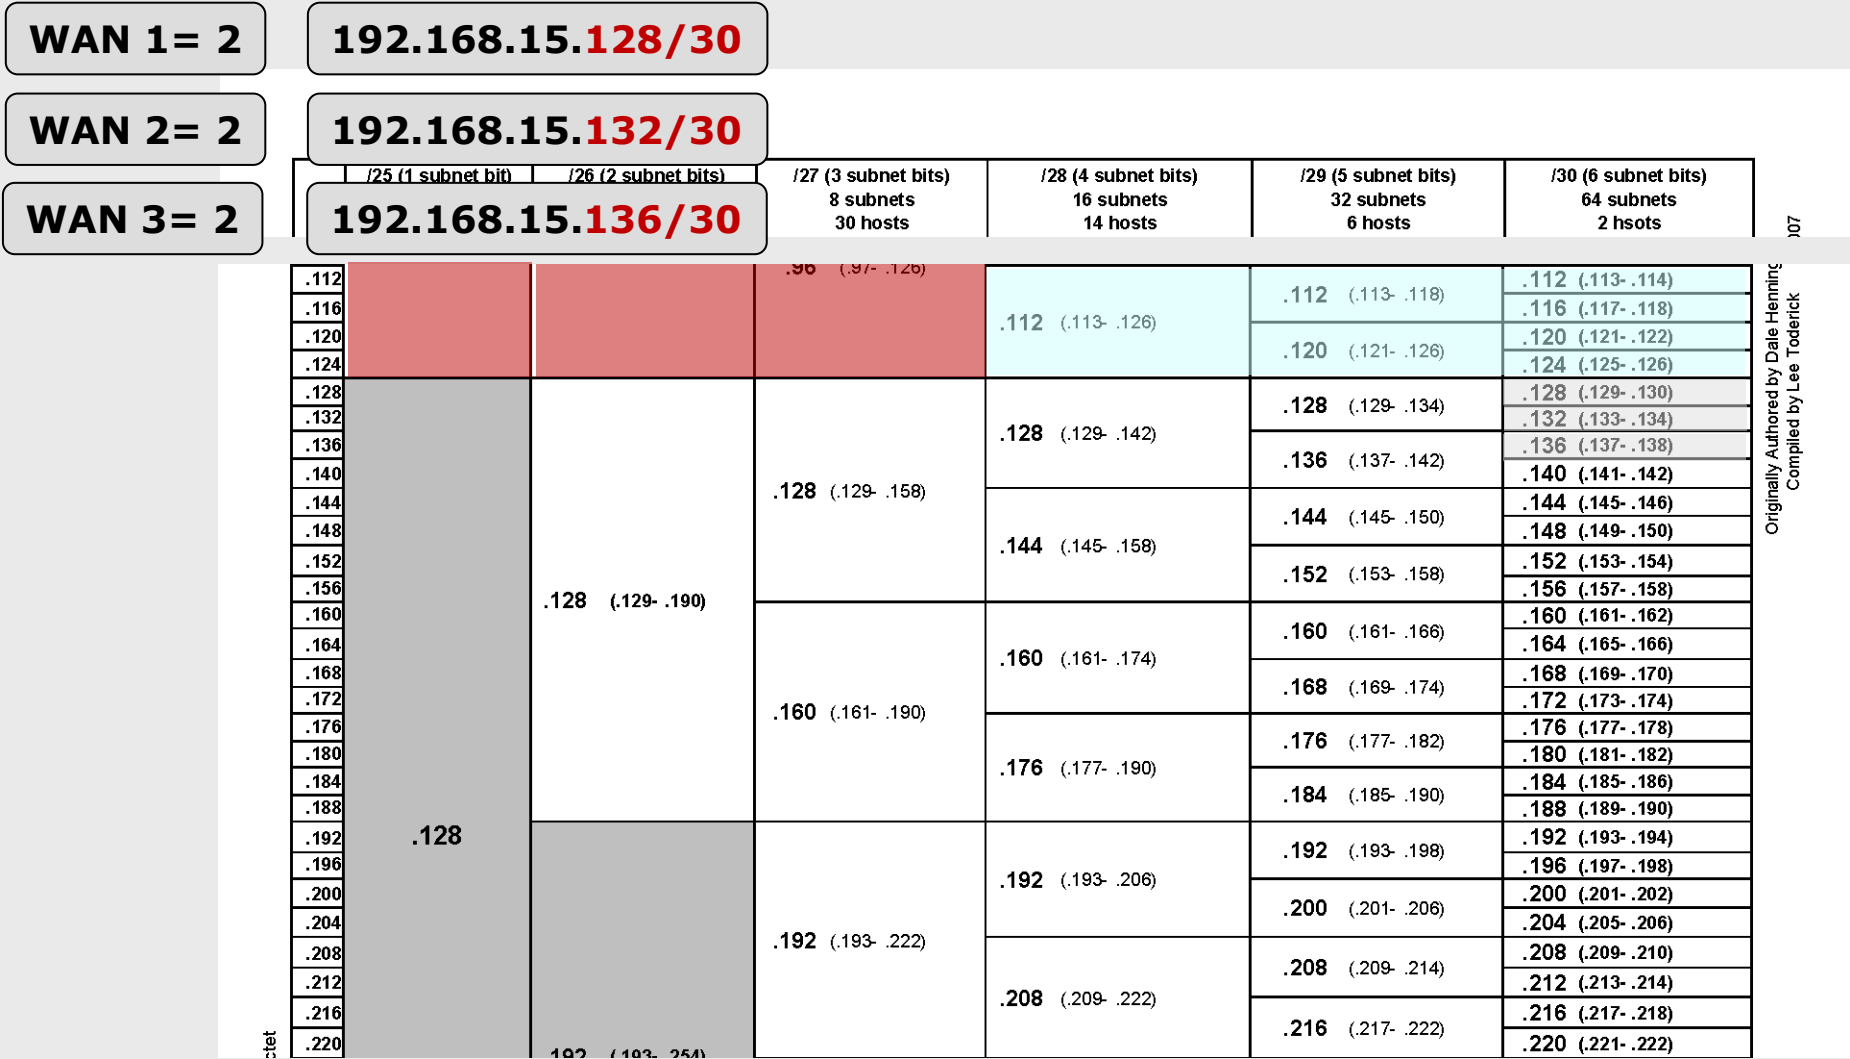 WAN 1= 2 192.168.15.128/30
WAN 2= 2 192.168.15.132/30
WAN 3= 2 192.168.15.136/30
/25 (1 subnet bit) /26 (2 subnet bits) /27 (3 subnet bits) /28 (4 subnet bits) /29 (5 subnet bits) /30 (6 subnet bits)
8 subnets 16 subnets 32 subnets 64 subnets
30 hosts 14 hosts 6 hosts 2 hsots
.96 (.97- .126)
.112 .112 (.113- .126) .112 (.113- .118) .112 (.113- .114)
.116 .116 (.117- .118)
.120 .120 (.121- .126) .120 (.121- .122)
.124 .124 (.125- .126)
.128 .128 .128 (.129- .190) .128 (.129- .158) .128 (.129- .142) .128 (.129- .134) .128 (.129- .130)
.132 .132 (.133- .134)
.136 .136 (.137- .142) .136 (.137- .138)
.140 .140 (.141- .142)
.144 .144 (.145- .158) .144 (.145- .150) .144 (.145- .146)
.148 .148 (.149- .150)
.152 .152 (.153- .158) .152 (.153- .154)
.156 .156 (.157- .158)
.160 .160 (.161- .190) .160 (.161- .174) .160 (.161- .166) .160 (.161- .162)
.164 .164 (.165- .166)
.168 .168 (.169- .174) .168 (.169- .170)
.172 .172 (.173- .174)
.176 .176 (.177- .190) .176 (.177- .182) .176 (.177- .178)
.180 .180 (.181- .182)
.184 .184 (.185- .190) .184 (.185- .186)
.188 .188 (.189- .190)
.192 192 (.193- .254) .192 (.193- .222) .192 (.193- .206) .192 (.193- .198) .192 (.193- .194)
.196 .196 (.197- .198)
.200 .200 (.201- .206) .200 (.201- .202)
.204 .204 (.205- .206)
.208 .208 (.209- .222) .208 (.209- .214) .208 (.209- .210)
.212 .212 (.213- .214)
.216 .216 (.217- .222) .216 (.217- .218)
.220 .220 (.221- .222)
Originally Authored by Dale Henning
Compiled by Lee Toderick 007
ctet